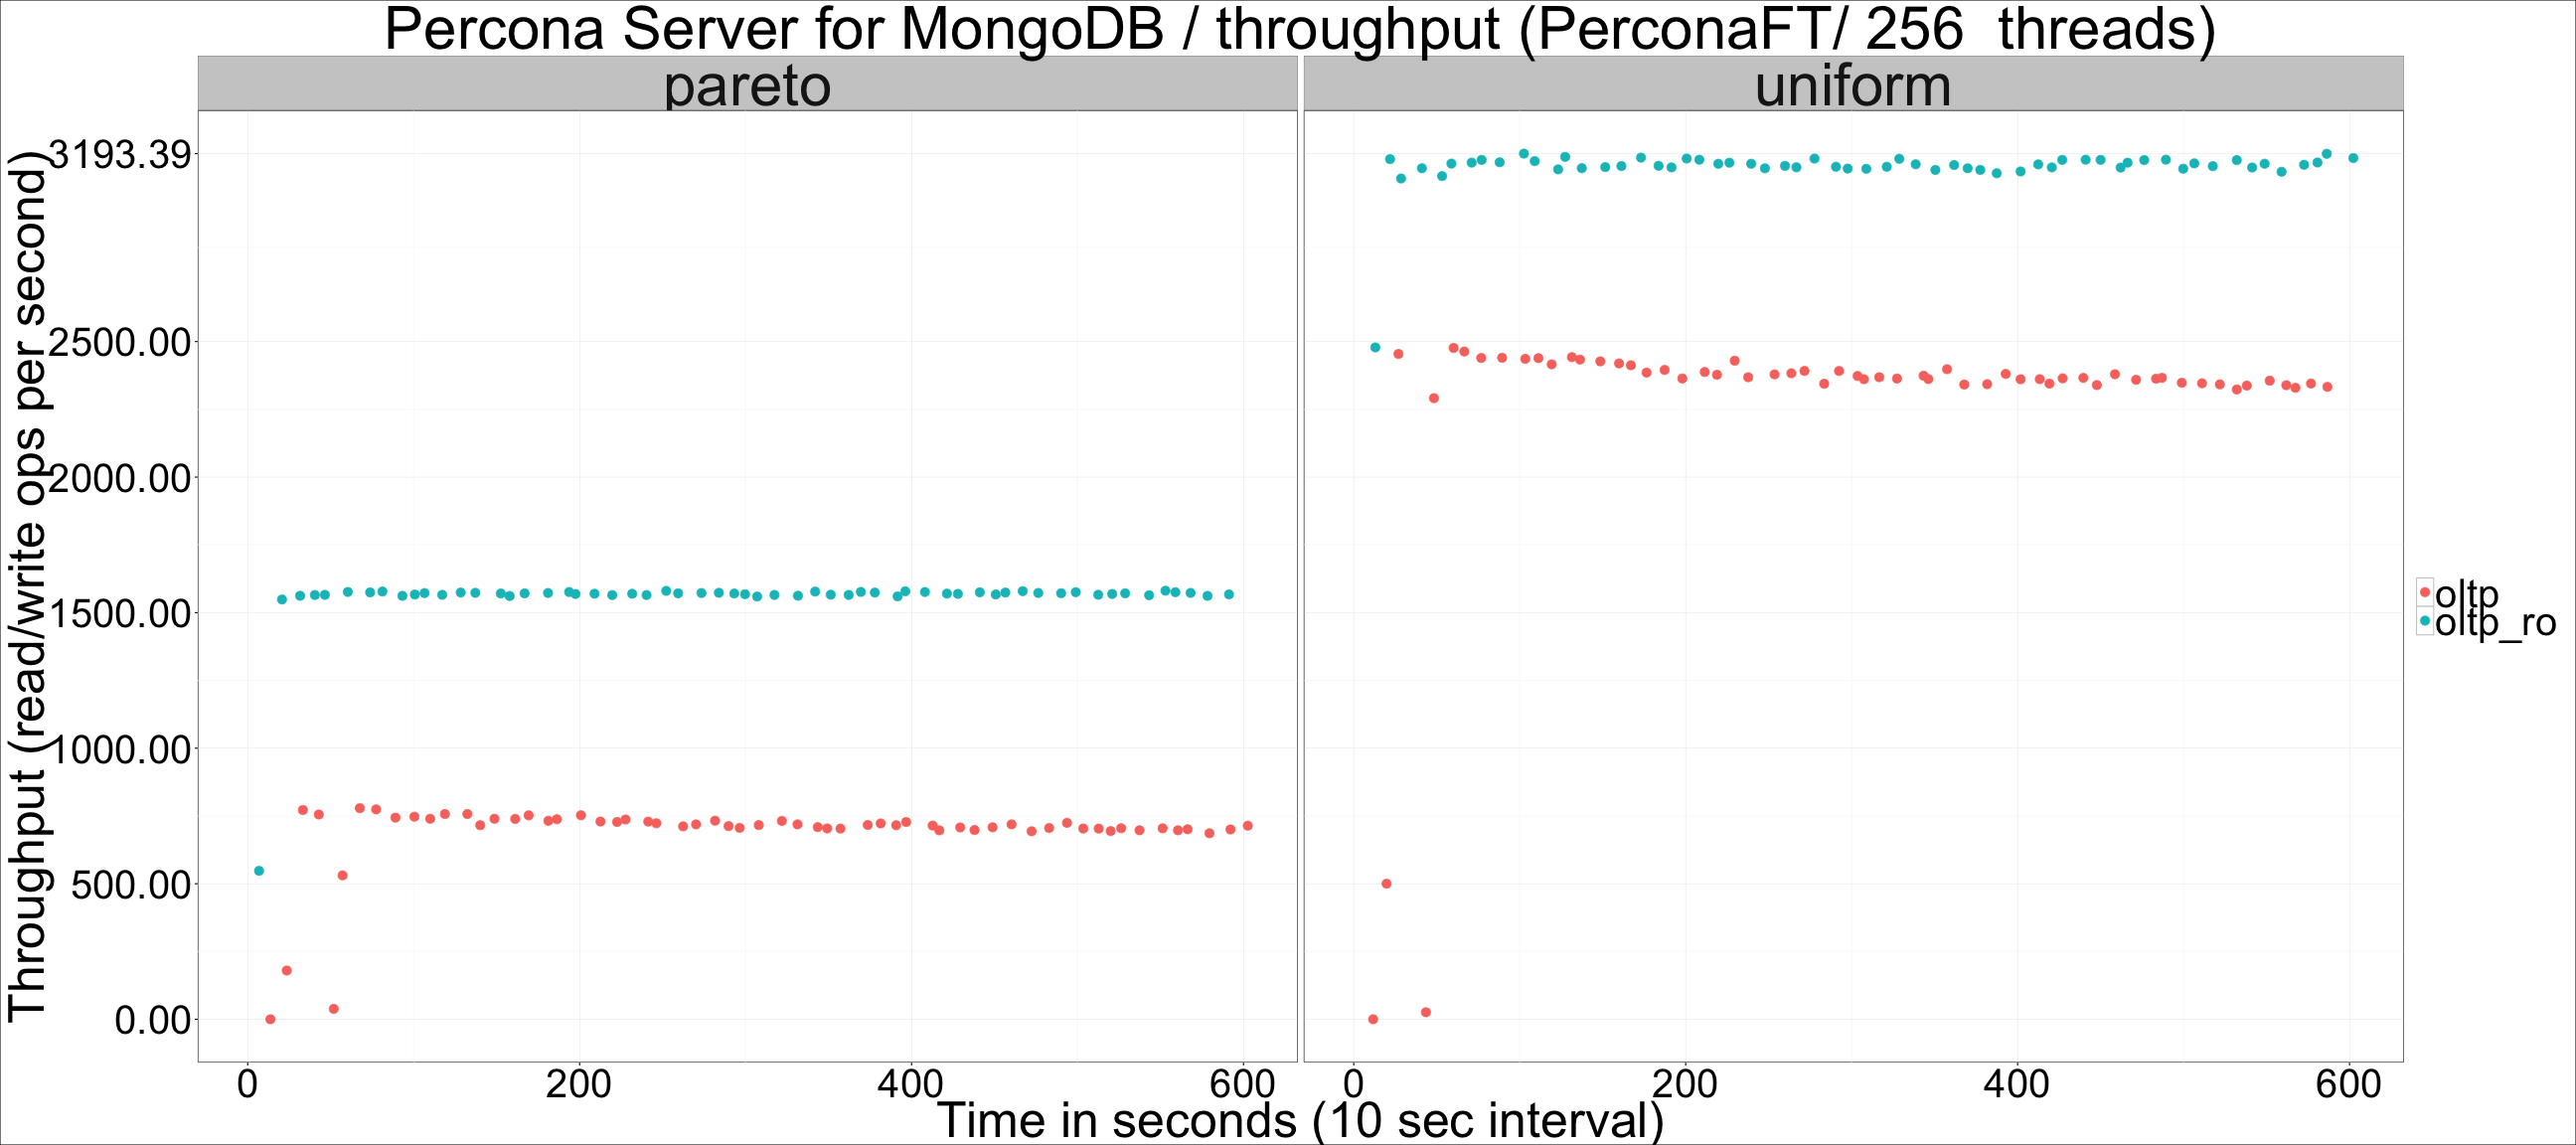 Percona Server for MongoDB / throughput (PerconaFT/ 256  threads)
pareto
uniform
Throughput (read/write ops per second)
3193.39
2500.00
2000.00
1500.00
1000.00
500.00
0.00
0 200 400 600
0 200 400 600
Time in seconds (10 sec interval)
oltp
oltp_ro